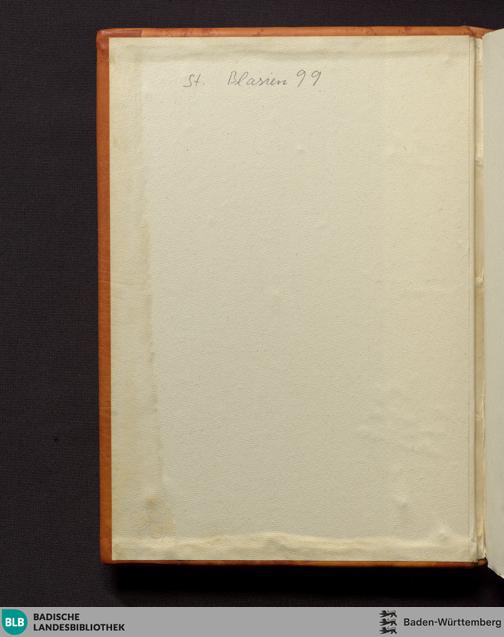 St. Blasien 99
BLB
BADISCHE
LANDESBIBLIOTHEK
Baden-Württemberg